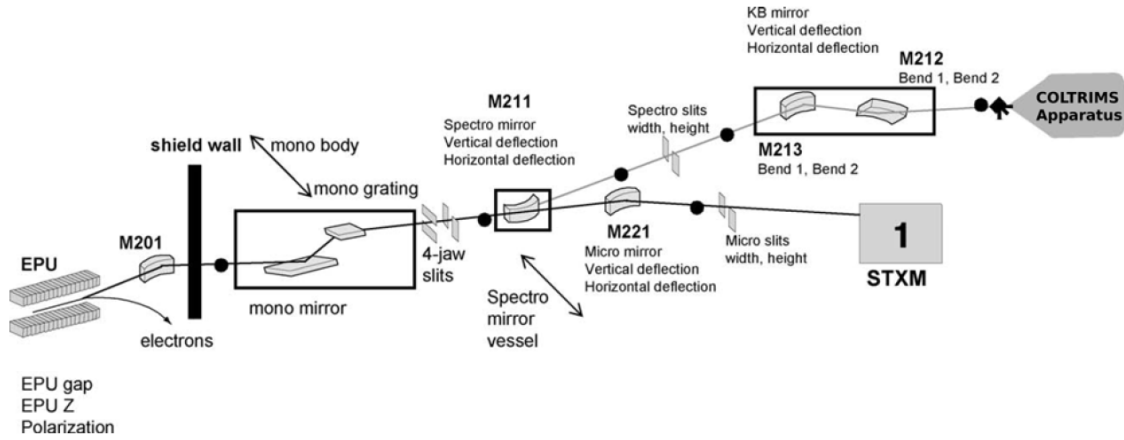 KB mirror
Vertical deflection
Horizontal deflection
M212
Bend 1, Bend 2
COLTRIMS
Apparatus
M211
Spectro mirror
Vertical deflection
Horizontal deflection
Spectro slits
width, height
M213
Bend 1, Bend 2
shield wall
mono body
mono grating
M201
EPU
4-jaw
slits
M221
Micro mirror
Vertical deflection
Horizontal deflection
Micro slits
width, height
1
STXM
mono mirror
Spectro
mirror
vessel
electrons
EPU gap
EPU Z
Polarization